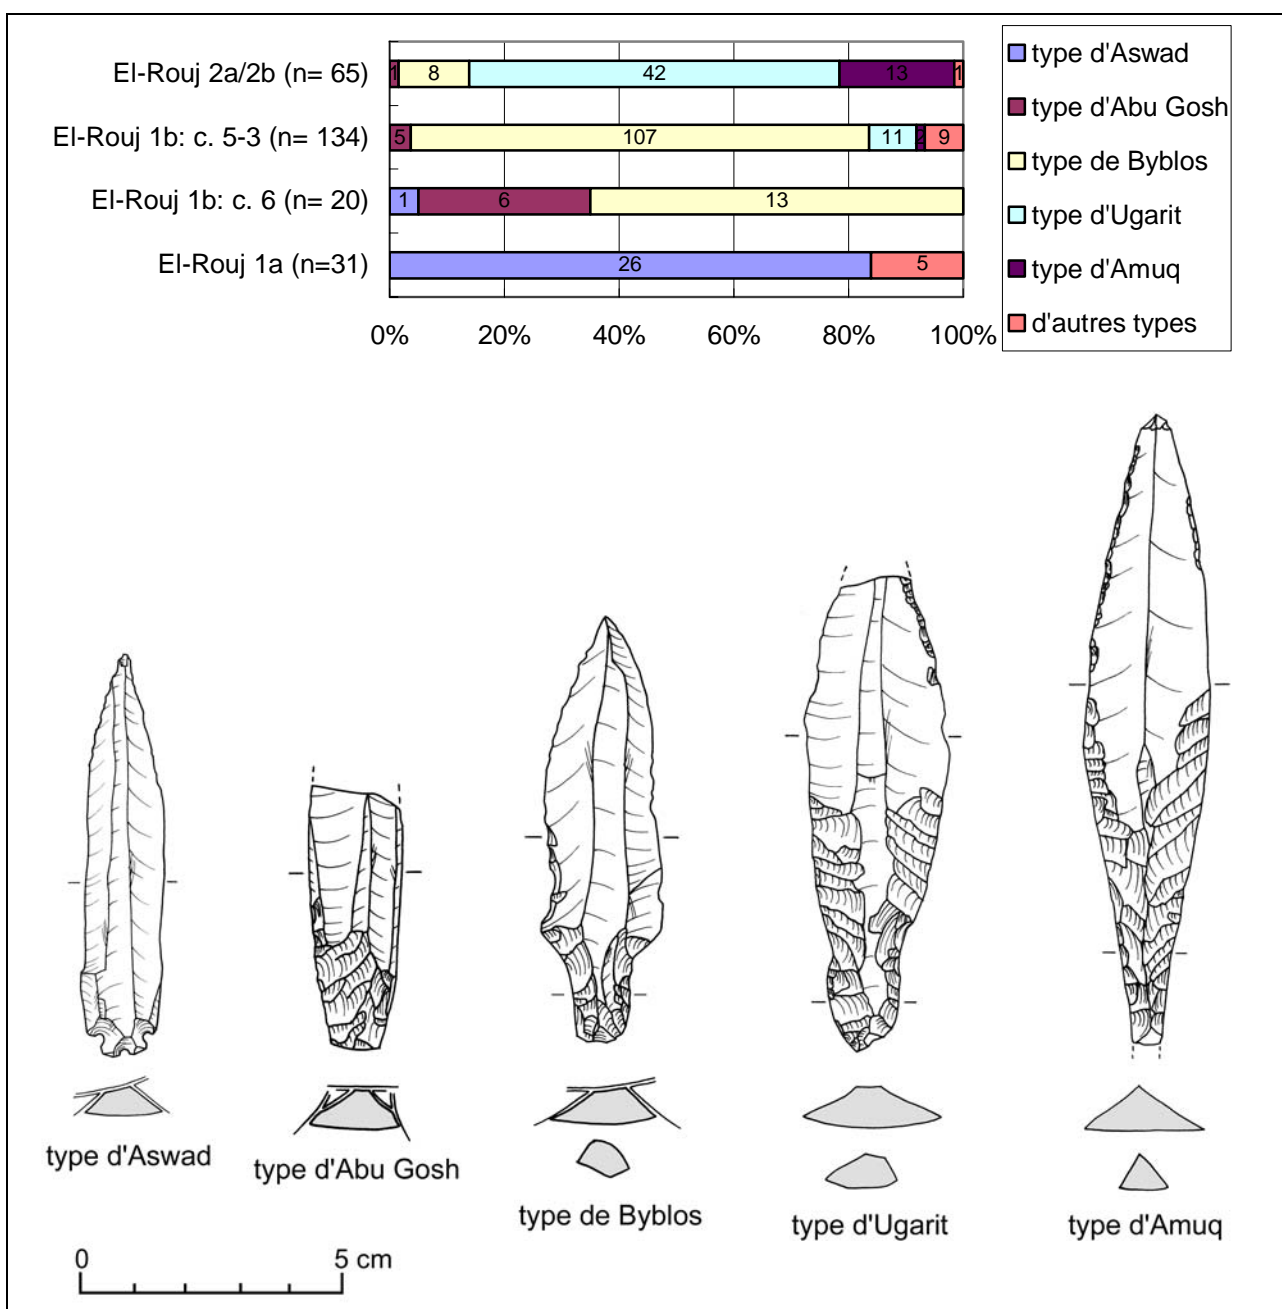 El-Rouj 2a/2b (n= 65)
1 8 42 13 1
El-Rouj 1b: c. 5-3 (n= 134)
5 107 11 2 9
El-Rouj 1b: c. 6 (n= 20)
1 6 13
El-Rouj 1a (n=31)
26 5
0% 20% 40% 60% 80% 100%
type d'Aswad
type d'Abu Gosh
type de Byblos
type d'Ugarit
type d'Amuq
d'autres types
type d'Aswad
type d'Abu Gosh
type de Byblos
type d'Ugarit
type d'Amuq
0 5 cm